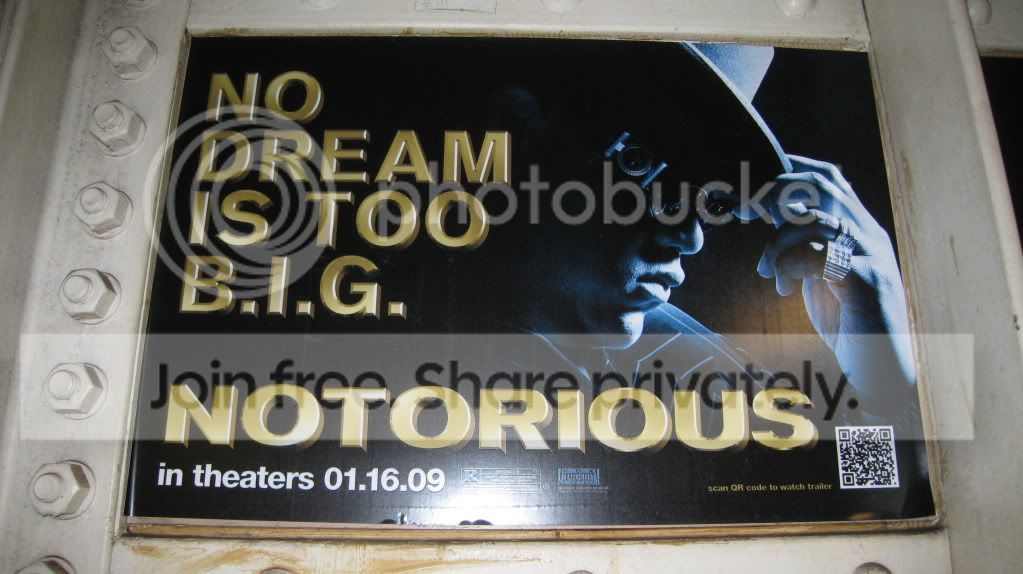 NO
DREAM
IS TOO
B.I.G.
photobucket
Join free. Share privately.
NOTORIOUS
in theaters 01.16.09
R
scan QR code to watch trailer